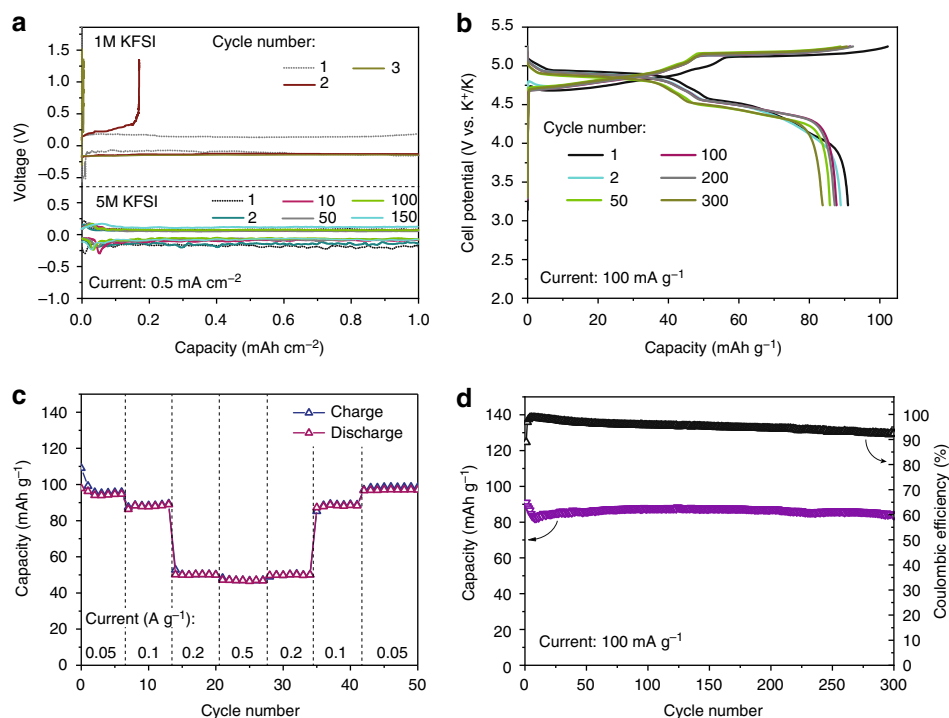 a
1M KFSI
Cycle number:
1
3
2
1.5
1.0
0.5
0.0
−0.5
5M KFSI
1
10
100
2
50
150
0.5
0.0
−0.5
−1.0
Current: 0.5 mA cm−2
Voltage (V)
0.0 0.2 0.4 0.6 0.8 1.0
Capacity (mAh cm−2)
b
5.0
4.5
4.0
3.5
3.0
2.5
2.0
Cell potential (V vs. K+/K)
Cycle number:
1
100
2
200
50
300
Current: 100 mA g−1
0 20 40 60 80 100
Capacity (mAh g−1)
c
140
120
100
80
60
40
20
0
Capacity (mAh g−1)
Charge
Discharge
Current (A g−1):
0.05 0.1 0.2 0.5 0.2 0.1 0.05
0 10 20 30 40 50
Cycle number
d
140
120
100
80
60
40
20
0
Capacity (mAh g−1)
100
90
80
70
60
50
40
30
20
10
0
Coulombic efficiency (%)
Current: 100 mA g−1
0 50 100 150 200 250 300
Cycle number